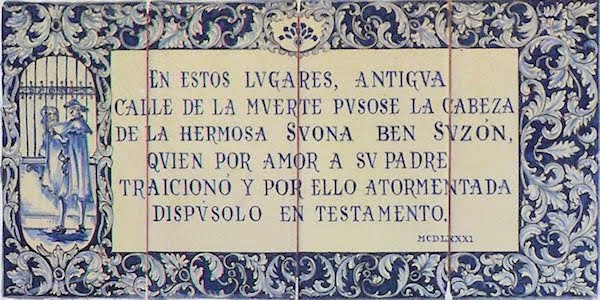 EN ESTOS LVGARES, ANTIGVA
CALLE DE LA MVERTE PVSOSE LA CABEZA
DE LA HERMOSA SVONA BEN SVZÓN,
QVIEN POR AMOR A SV PADRE
TRAICIONÓ Y POR ELLO ATORMENTADA
DISPVSOLO EN TESTAMENTO.
MCDLXXXI